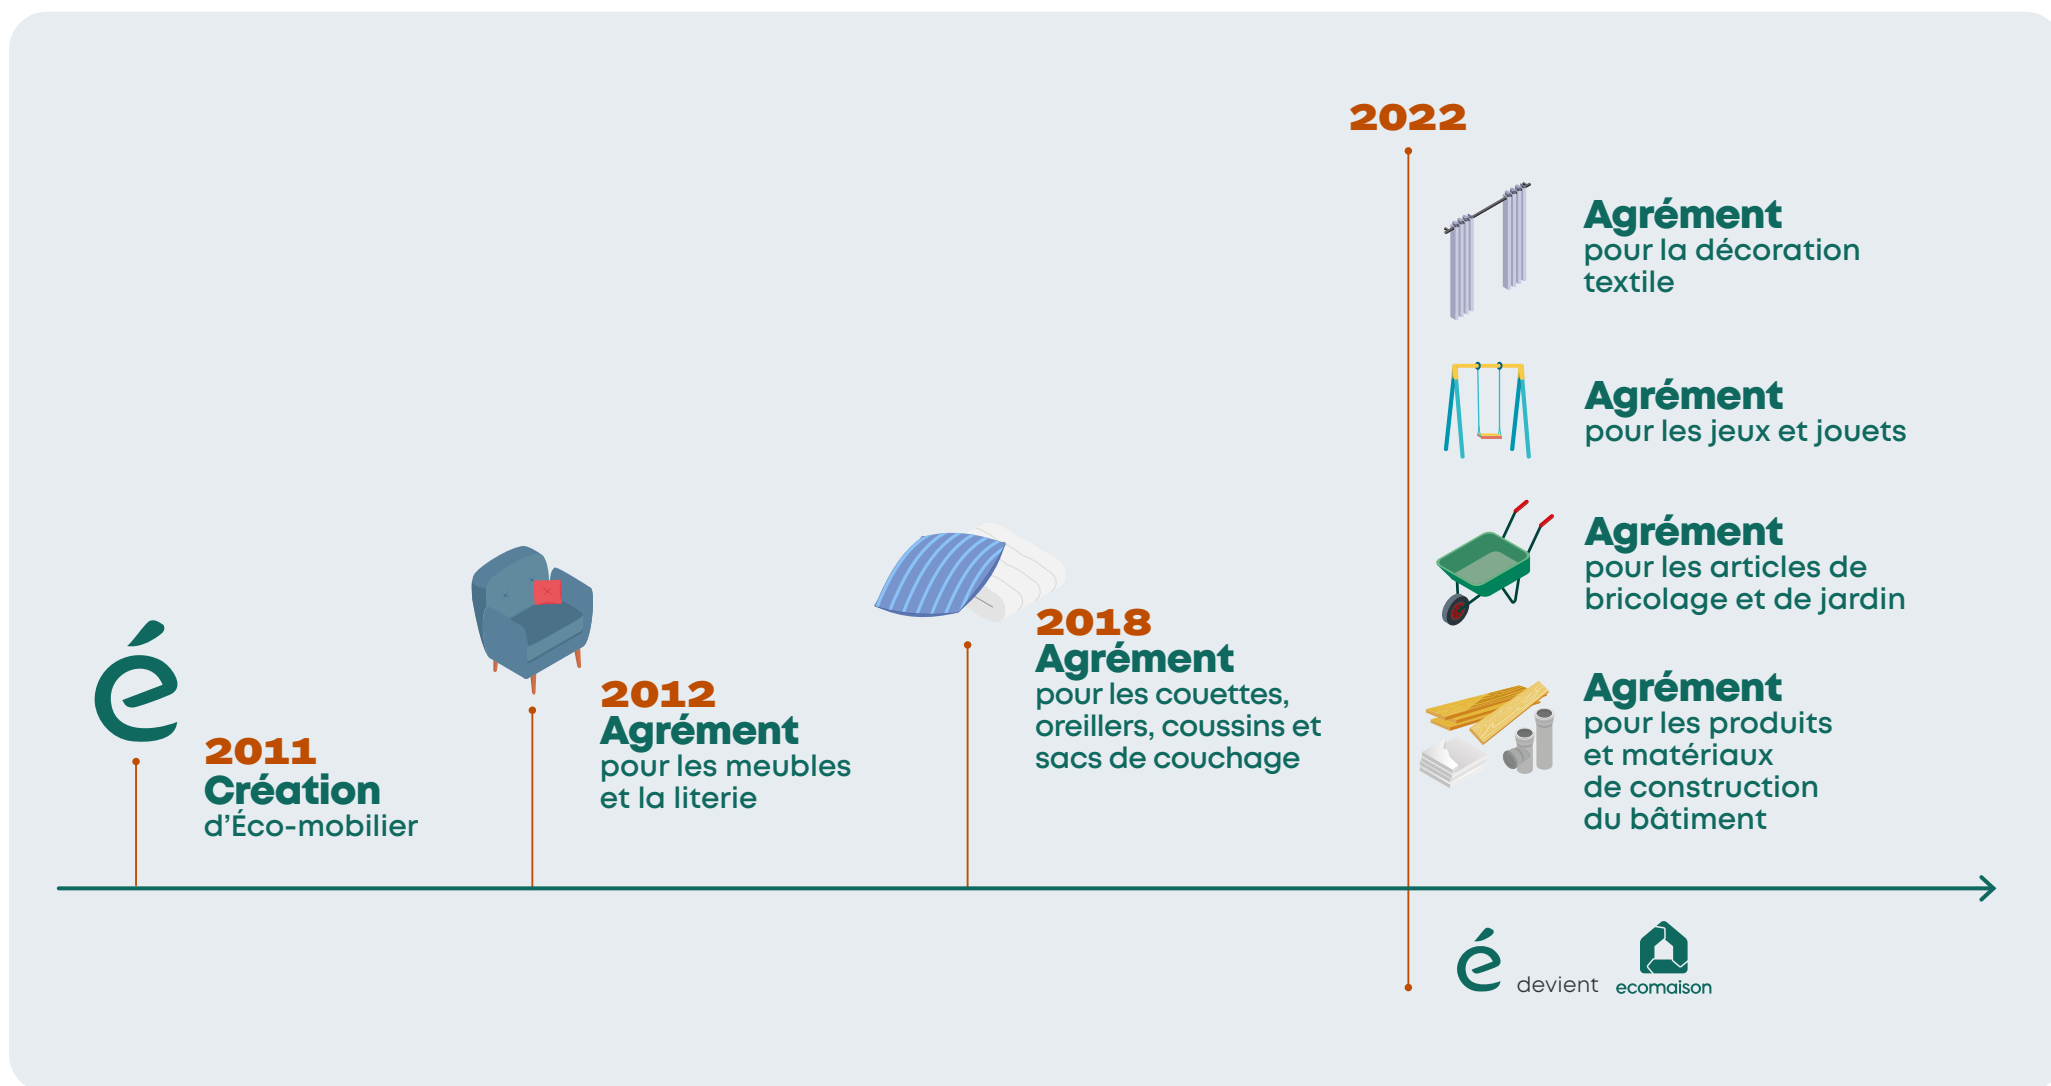 2011
Création
d’Éco-mobilier
2012
Agrément
pour les meubles
et la literie
2018
Agrément
pour les couettes,
oreillers, coussins et
sacs de couchage
2022
Agrément
pour la décoration
textile
Agrément
pour les jeux et jouets
Agrément
pour les articles de
bricolage et de jardin
Agrément
pour les produits
et matériaux
de construction
du bâtiment
é devient ecomaison